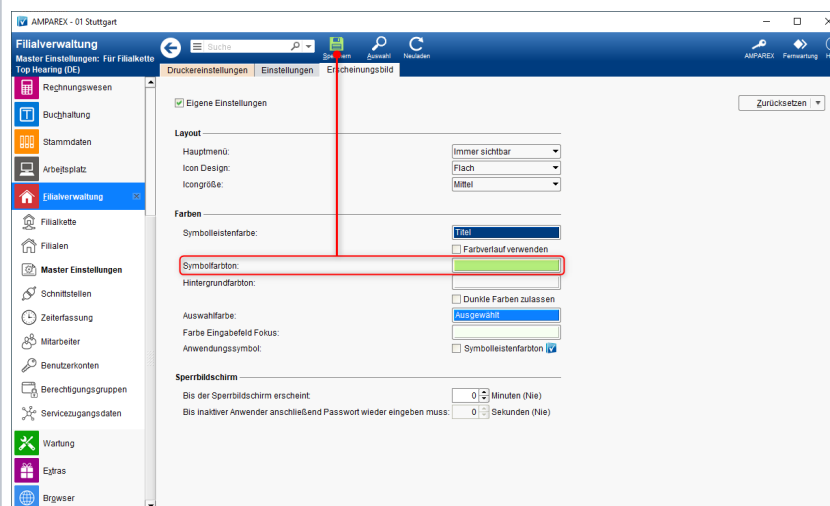 AMPAREX - 01 Stuttgart
Filialverwaltung
Master Einstellungen: Für Filialkette
Top Hearing (DE)
Suche
Speichern
Auswahl
Neuladen
AMPAREX
Fernwartung
Druckereinstellungen
Einstellungen
Erscheinungsbild
Rechnungswesen
Buchhaltung
Stammdaten
Arbeitsplatz
Filialverwaltung
Filialkette
Filialen
Master Einstellungen
Schnittstellen
Zeiterfassung
Mitarbeiter
Benutzerkonten
Berechtigungsgruppen
Servicezugangsdaten
Wartung
Extras
Browser
Eigene Einstellungen
Zurücksetzen
Layout
Hauptmenü: Immer sichtbar
Icon Design: Flach
Icongröße: Mittel
Farben
Symbolleistenfarbe: Titel
Farbverlauf verwenden
Symbolfarbton:
Hintergrundfarbton:
Dunkle Farben zulassen
Auswahlfarbe: Ausgewählt
Farbe Eingabefeld Fokus:
Anwendungssymbol: Symbolleistenfarbton
Sperrbildschirm
Bis der Sperrbildschirm erscheint: 0 Minuten (Nie)
Bis inaktiver Anwender anschließend Passwort wieder eingeben muss: 0 Sekunden (Nie)